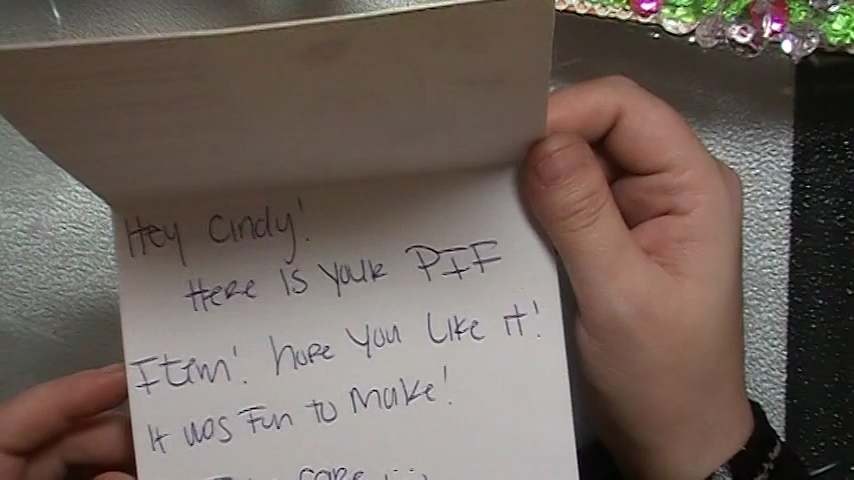 Hey Cindy!
Here is your PIF
Item! hope you like it!
It was Fun to make!